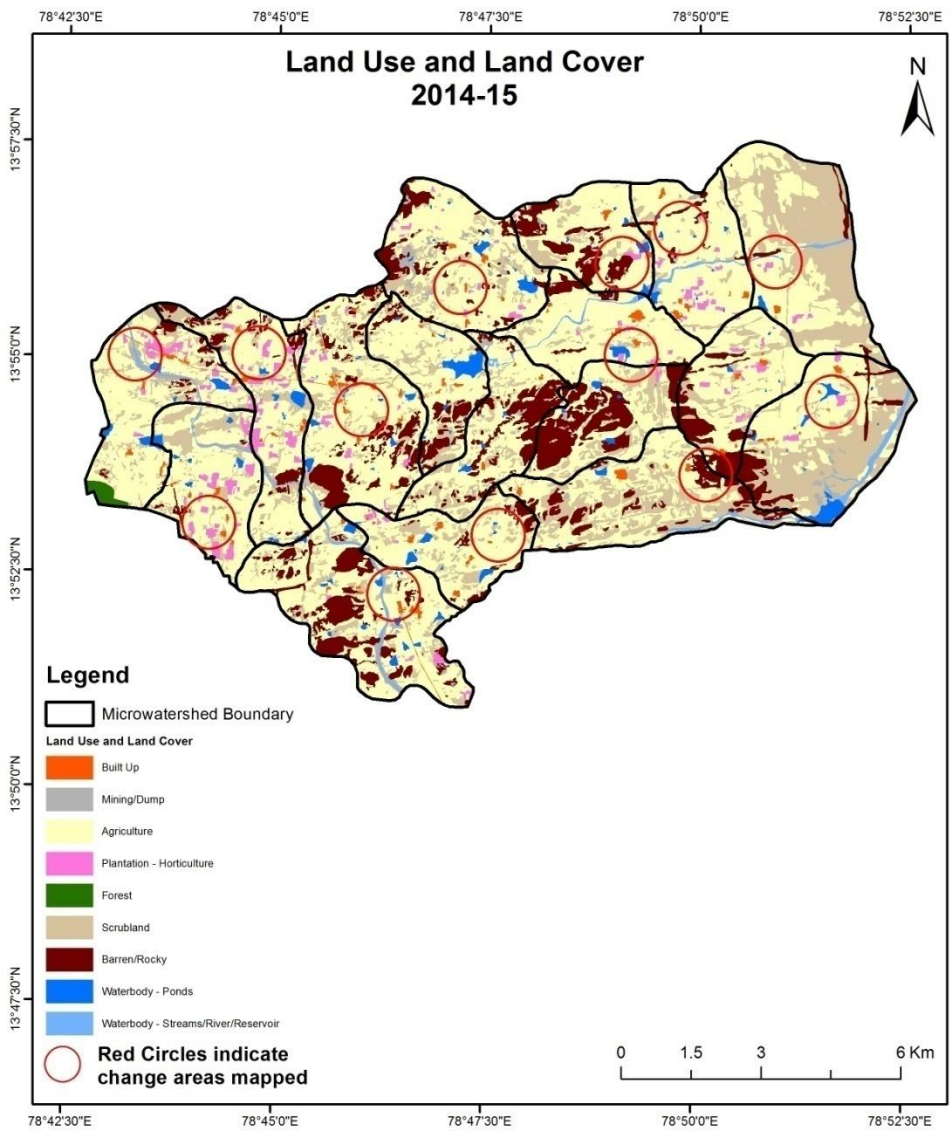 78°42'30"E 78°45'0"E 78°47'30"E 78°50'0"E 78°52'30"E
Land Use and Land Cover
2014-15
N
13°57'30"N
13°55'0"N
13°52'30"N
13°50'0"N
13°47'30"N
Legend
Microwatershed Boundary
Land Use and Land Cover
Built Up
Mining/Dump
Agriculture
Plantation - Horticulture
Forest
Scrubland
Barren/Rocky
Waterbody - Ponds
Waterbody - Streams/River/Reservoir
Red Circles indicate
change areas mapped
0 1.5 3 6 Km
78°42'30"E 78°45'0"E 78°47'30"E 78°50'0"E 78°52'30"E